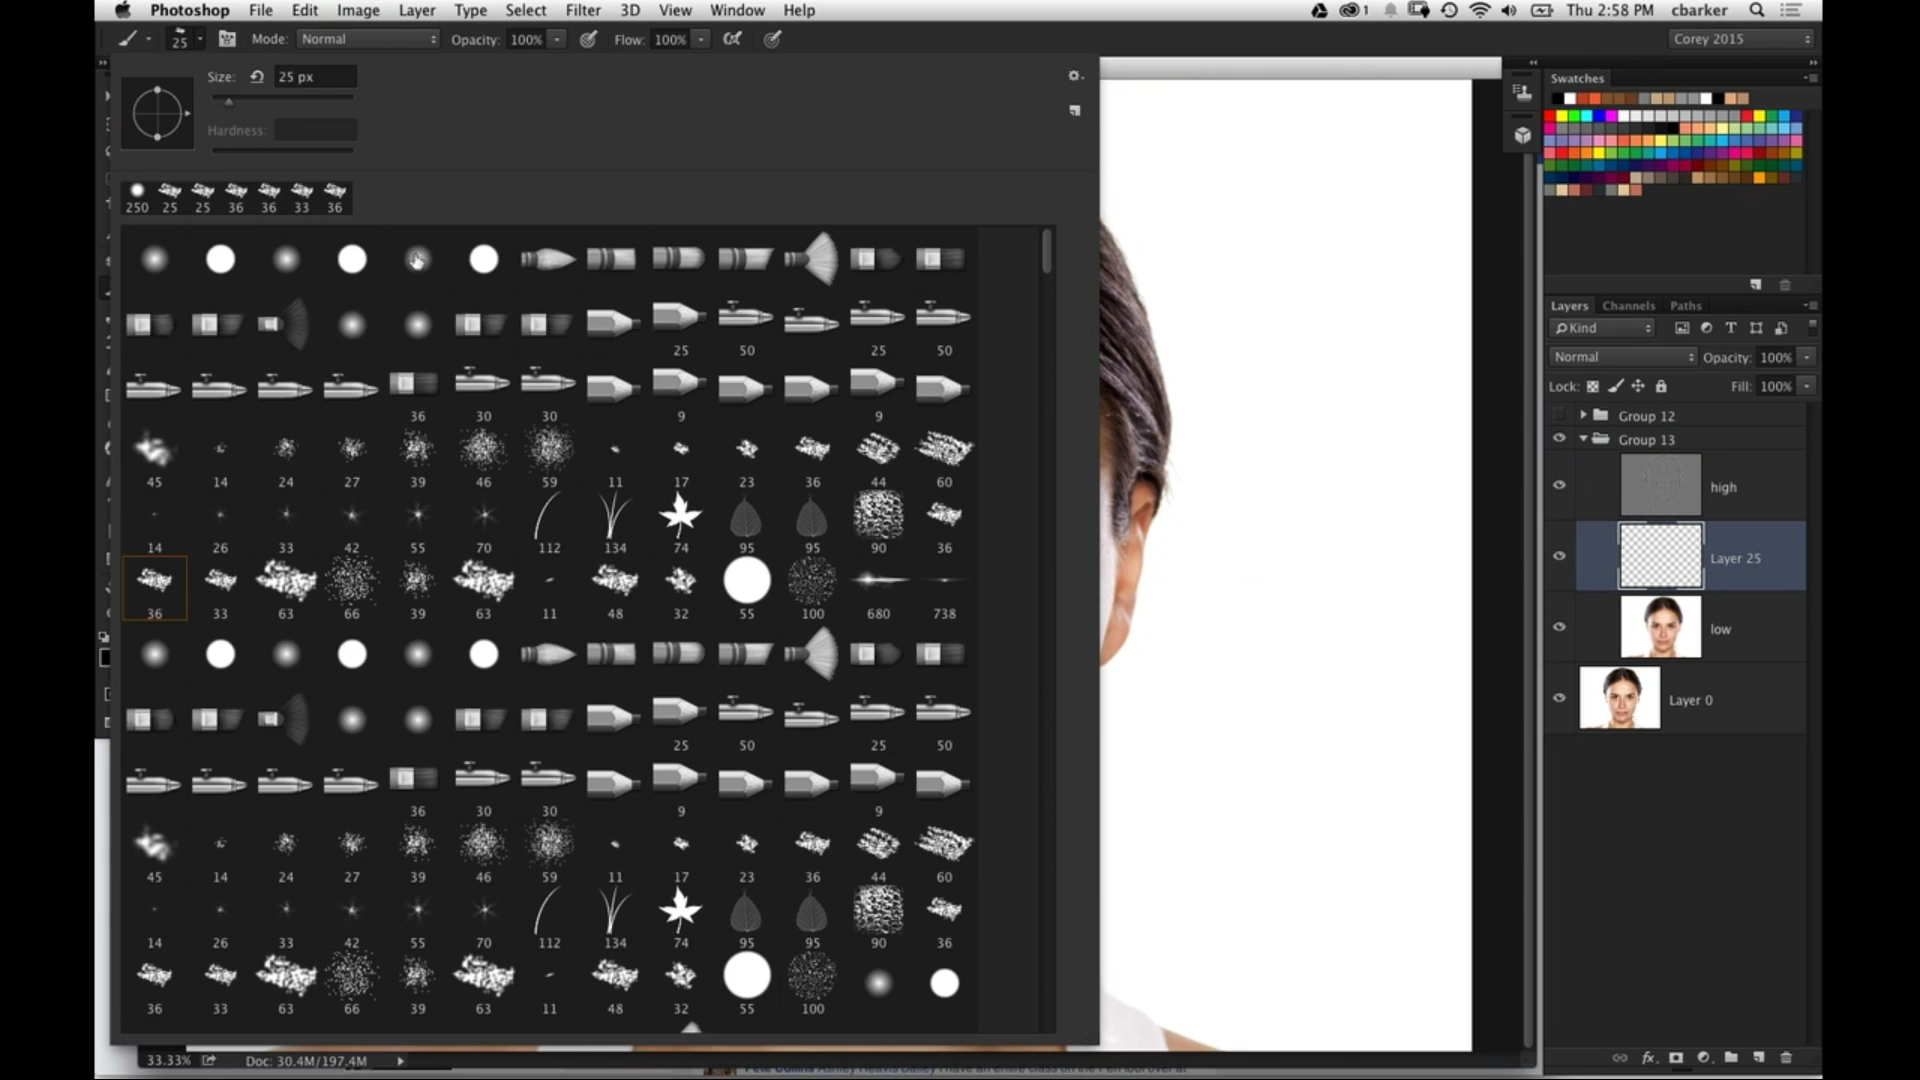 Photoshop File Edit Image Layer Type Select Filter 3D View Window Help 1 Thu 2:58 PM cbarker
25 Mode: Normal Opacity: 100% Flow: 100% Corey 2015
Size: 25 px
Hardness:
250 25 25 36 36 33 36
25 50 25 50
36 30 30 9 9
45 14 24 27 39 46 59 11 17 23 36 44 60
14 26 33 42 55 70 112 134 74 95 95 90 36
36 33 63 66 39 63 11 48 32 55 100 680 738
25 50 25 50
36 30 30 9 9
45 14 24 27 39 46 59 11 17 23 36 44 60
14 26 33 42 55 70 112 134 74 95 95 90 36
36 33 63 66 39 63 11 48 32 55 100
33.33% Doc: 30.4M/197.4M
Swatches
Layers Channels Paths
Kind
Normal Opacity: 100%
Lock: Fill: 100%
Group 12
Group 13
high
Layer 25
low
Layer 0
fx